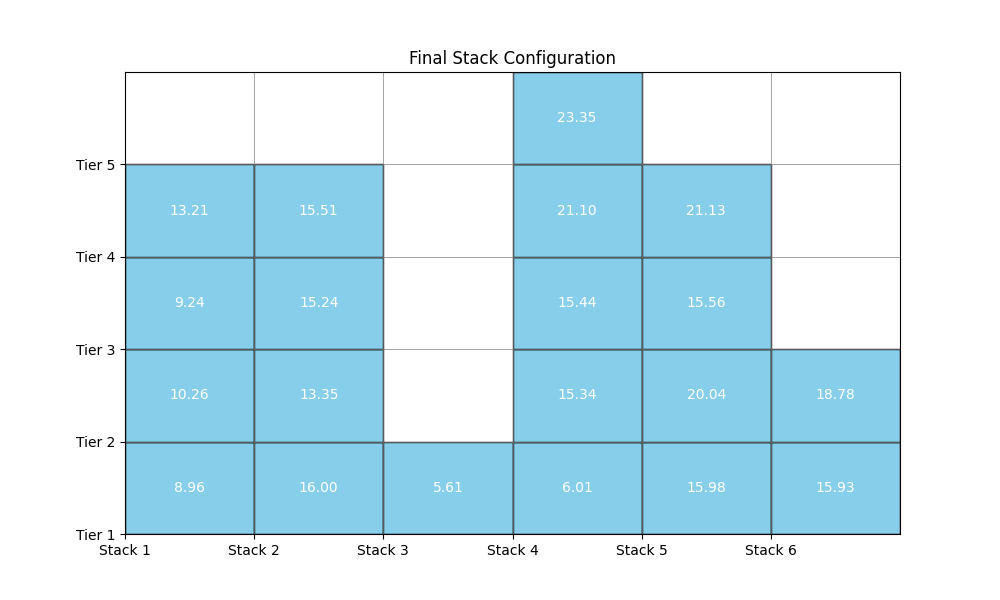 Final Stack Configuration
23.35
Tier 5
13.21 15.51 21.10 21.13
Tier 4
9.24 15.24 15.44 15.56
Tier 3
10.26 13.35 15.34 20.04 18.78
Tier 2
8.96 16.00 5.61 6.01 15.98 15.93
Tier 1
Stack 1 Stack 2 Stack 3 Stack 4 Stack 5 Stack 6